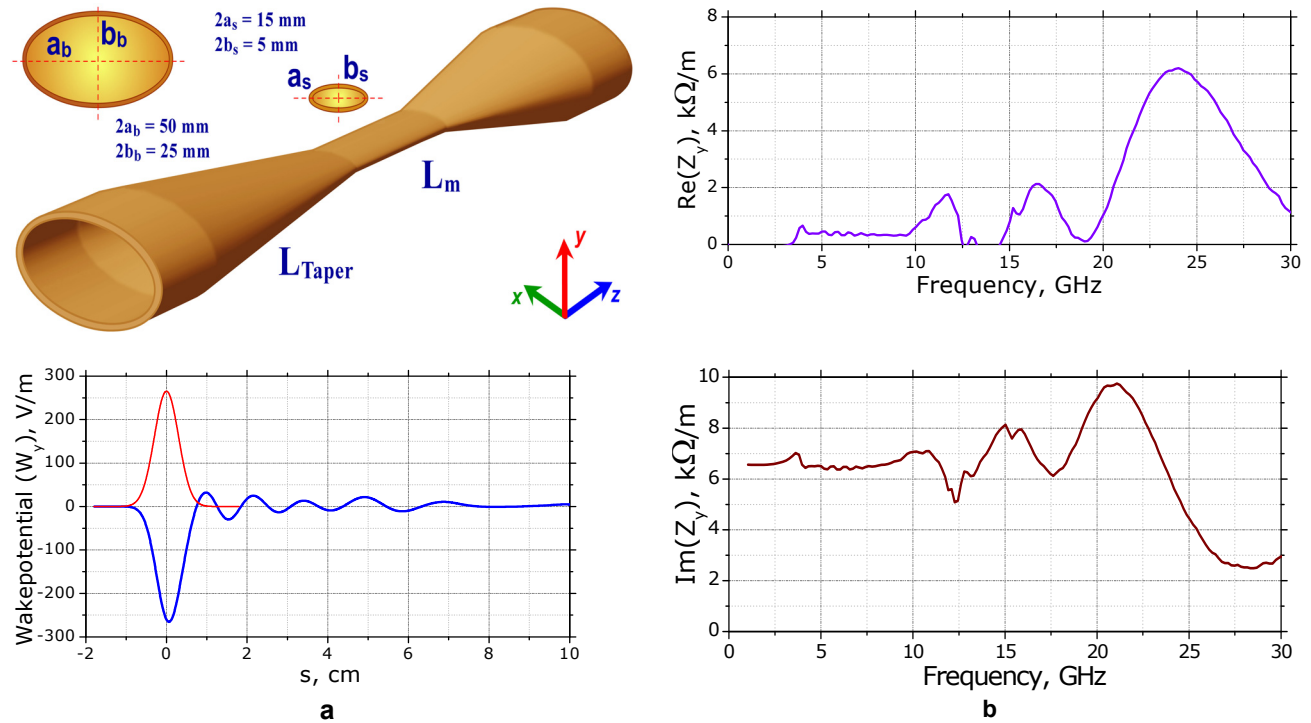 a_b
b_b
2a_b = 50 mm
2b_b = 25 mm
2a_s = 15 mm
2b_s = 5 mm
a_s
b_s
L_m
L_Taper
y
x
z
Re(Z_y), kΩ/m
8
6
4
2
0
0 5 10 15 20 25 30
Frequency, GHz
Wakepotential (W_y), V/m
300
200
100
0
-100
-200
-300
-2 0 2 4 6 8 10
s, cm
a
Im(Z_y), kΩ/m
10
8
6
4
2
0
0 5 10 15 20 25 30
Frequency, GHz
b